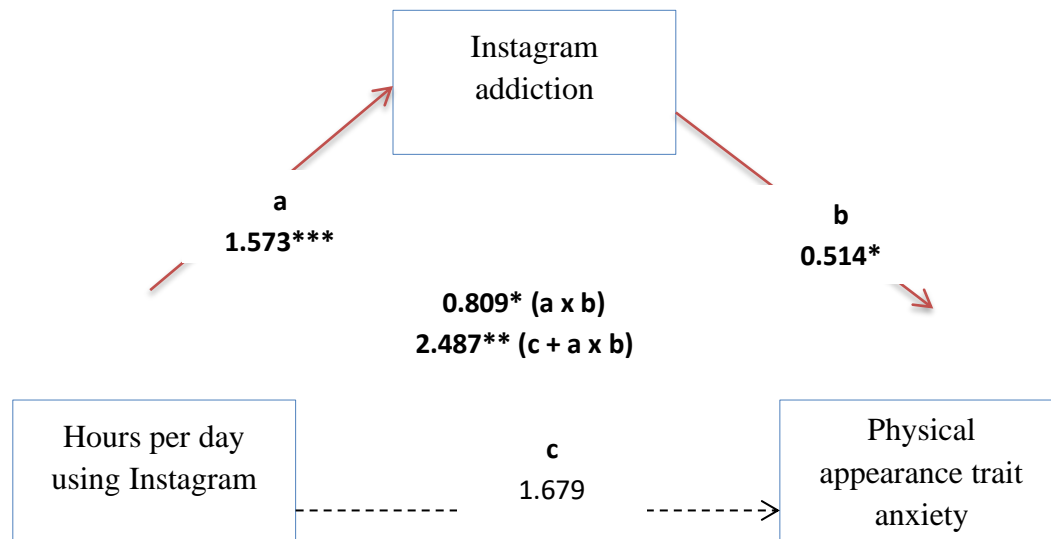 Instagram
addiction
a
1.573***
b
0.514*
0.809* (a x b)
2.487** (c + a x b)
Hours per day
using Instagram
c
1.679
Physical
appearance trait
anxiety